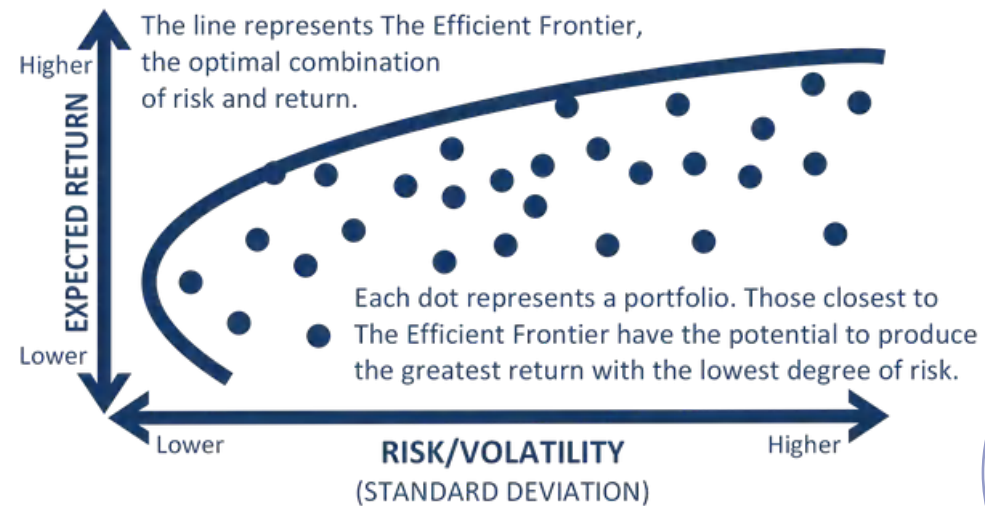 The line represents The Efficient Frontier,
the optimal combination
of risk and return.
Higher
EXPECTED RETURN
Lower
Each dot represents a portfolio. Those closest to
The Efficient Frontier have the potential to produce
the greatest return with the lowest degree of risk.
Lower
Higher
RISK/VOLATILITY
(STANDARD DEVIATION)